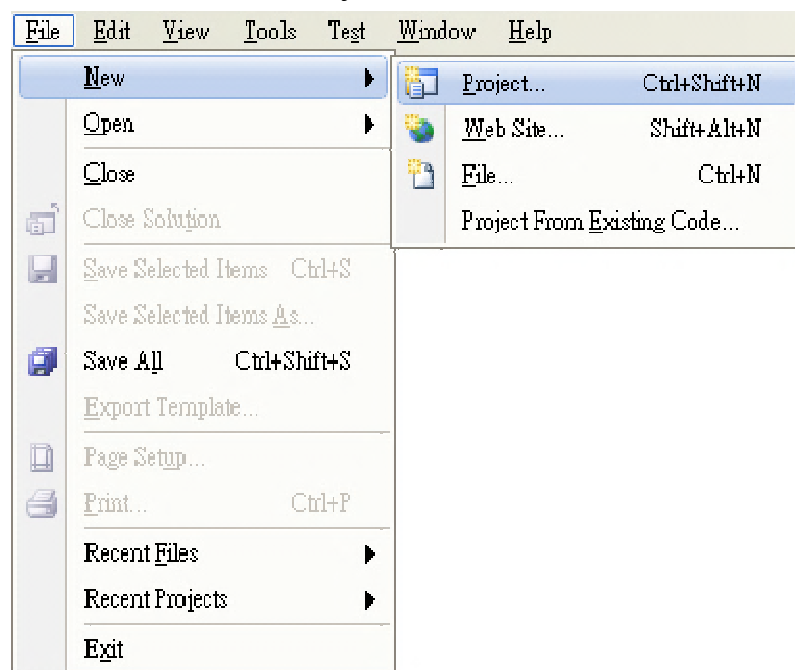 File Edit View Tools Test Window Help
New
Open
Close
Close Solution
Save Selected Items Ctrl+S
Save Selected Items As...
Save All Ctrl+Shift+S
Export Template...
Page Setup...
Print... Ctrl+P
Recent Files
Recent Projects
Exit
Project... Ctrl+Shift+N
Web Site... Shift+Alt+N
File... Ctrl+N
Project From Existing Code...